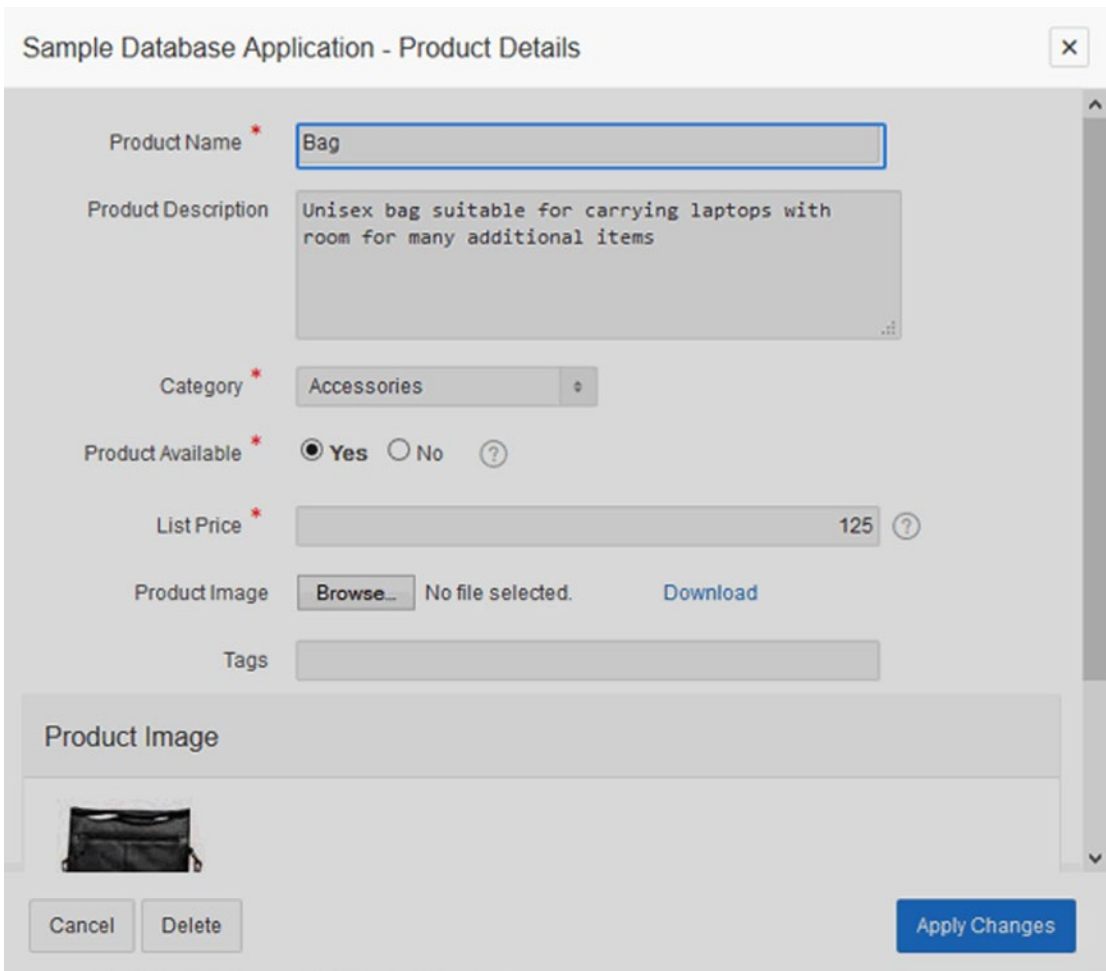 Sample Database Application - Product Details
Product Name *
Bag
Product Description
Unisex bag suitable for carrying laptops with
room for many additional items
Category *
Accessories
Product Available *
Yes No ?
List Price *
125 ?
Product Image
Browse... No file selected. Download
Tags
Product Image
Cancel Delete Apply Changes